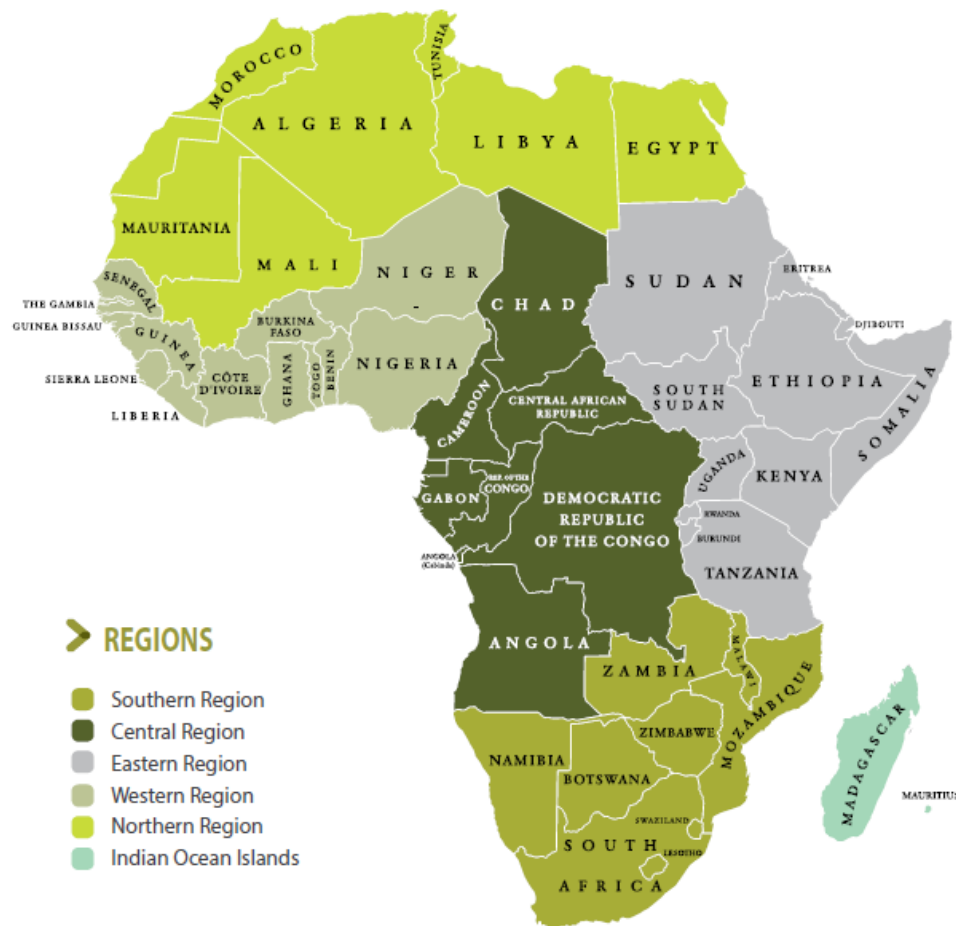 MOROCCO
TUNISIA
ALGERIA
LIBYA
EGYPT
MAURITANIA
MALI
NIGER
CHAD
SUDAN
ERITREA
SENEGAL
THE GAMBIA
GUINEA BISSAU
GUINEA
BURKINA
FASO
DJIBOUTI
SIERRA LEONE
CÔTE
D'IVOIRE
GHANA
TOGO
BENIN
NIGERIA
LIBERIA
CAMEROON
CENTRAL AFRICAN
REPUBLIC
SOUTH
SUDAN
ETHIOPIA
SOMALIA
GABON
REP. OF THE
CONGO
DEMOCRATIC
REPUBLIC
OF THE CONGO
UGANDA
KENYA
RWANDA
BURUNDI
ANGOLA
(Cabinda)
TANZANIA
ANGOLA
ZAMBIA
MALAWI
MOZAMBIQUE
ZIMBABWE
NAMIBIA
BOTSWANA
SWAZILAND
LESOTHO
SOUTH
AFRICA
MADAGASCAR
MAURITIUS
REGIONS
Southern Region
Central Region
Eastern Region
Western Region
Northern Region
Indian Ocean Islands